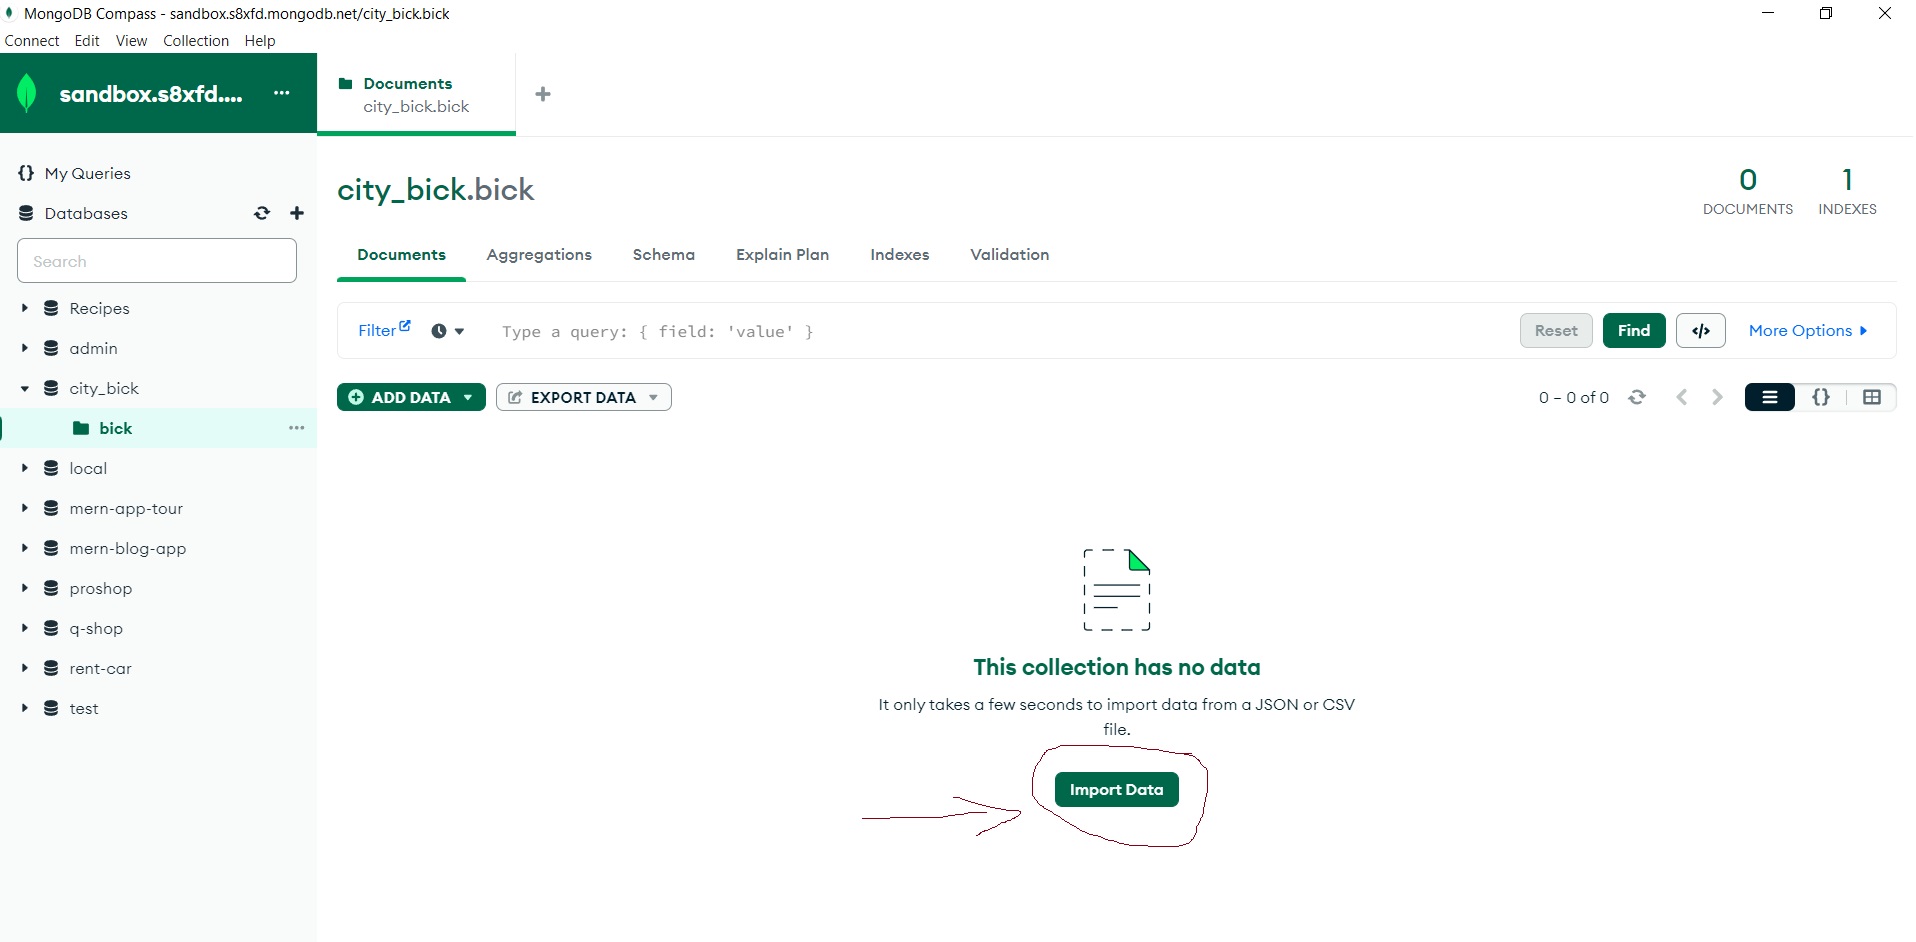 MongoDB Compass - sandbox.s8xfd.mongodb.net/city_bick.bick
Connect Edit View Collection Help
sandbox.s8xfd....
Documents
city_bick.bick
My Queries
Databases
Search
Recipes
admin
city_bick
bick
local
mern-app-tour
mern-blog-app
proshop
q-shop
rent-car
test
city_bick.bick
0
DOCUMENTS
1
INDEXES
Documents Aggregations Schema Explain Plan Indexes Validation
Filter Type a query: { field: 'value' } Reset Find </> More Options
ADD DATA EXPORT DATA 0 – 0 of 0 {}
This collection has no data
It only takes a few seconds to import data from a JSON or CSV
file.
Import Data